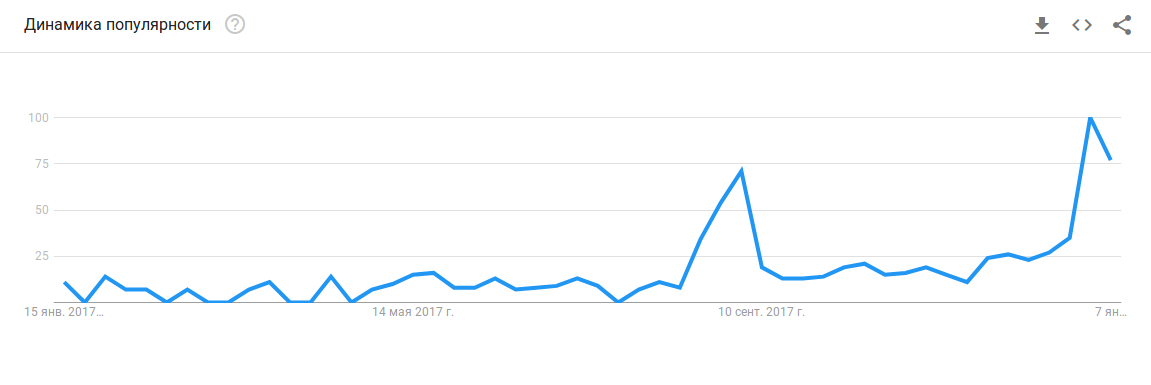 Динамика популярности ?
100
75
50
25
15 янв. 2017…
14 мая 2017 г.
10 сент. 2017 г.
7 ян…